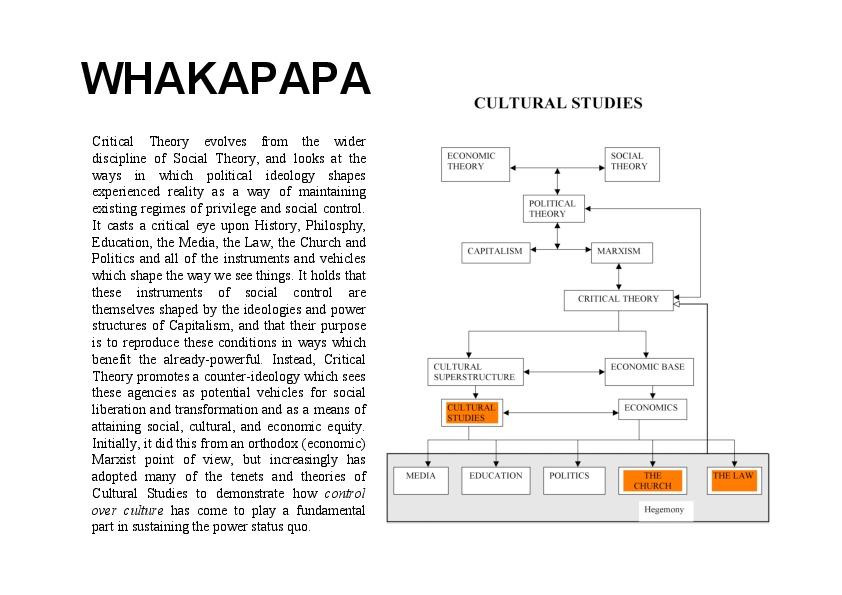 WHAKAPAPA
Critical Theory evolves from the wider
discipline of Social Theory, and looks at the
ways in which political ideology shapes
experienced reality as a way of maintaining
existing regimes of privilege and social control.
It casts a critical eye upon History, Philosphy,
Education, the Media, the Law, the Church and
Politics and all of the instruments and vehicles
which shape the way we see things. It holds that
these instruments of social control are
themselves shaped by the ideologies and power
structures of Capitalism, and that their purpose
is to reproduce these conditions in ways which
benefit the already-powerful. Instead, Critical
Theory promotes a counter-ideology which sees
these agencies as potential vehicles for social
liberation and transformation and as a means of
attaining social, cultural, and economic equity.
Initially, it did this from an orthodox (economic)
Marxist point of view, but increasingly has
adopted many of the tenets and theories of
Cultural Studies to demonstrate how control
over culture has come to play a fundamental
part in sustaining the power status quo.
CULTURAL STUDIES
ECONOMIC
THEORY
SOCIAL
THEORY
POLITICAL
THEORY
CAPITALISM
MARXISM
CRITICAL THEORY
CULTURAL
SUPERSTRUCTURE
ECONOMIC BASE
CULTURAL
STUDIES
ECONOMICS
MEDIA
EDUCATION
POLITICS
THE
CHURCH
THE LAW
Hegemony